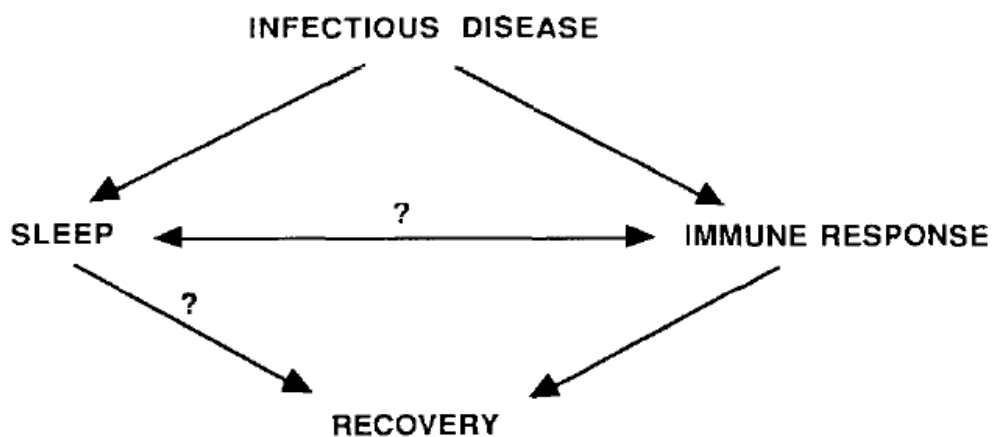 INFECTIOUS DISEASE
?
SLEEP
IMMUNE RESPONSE
?
RECOVERY